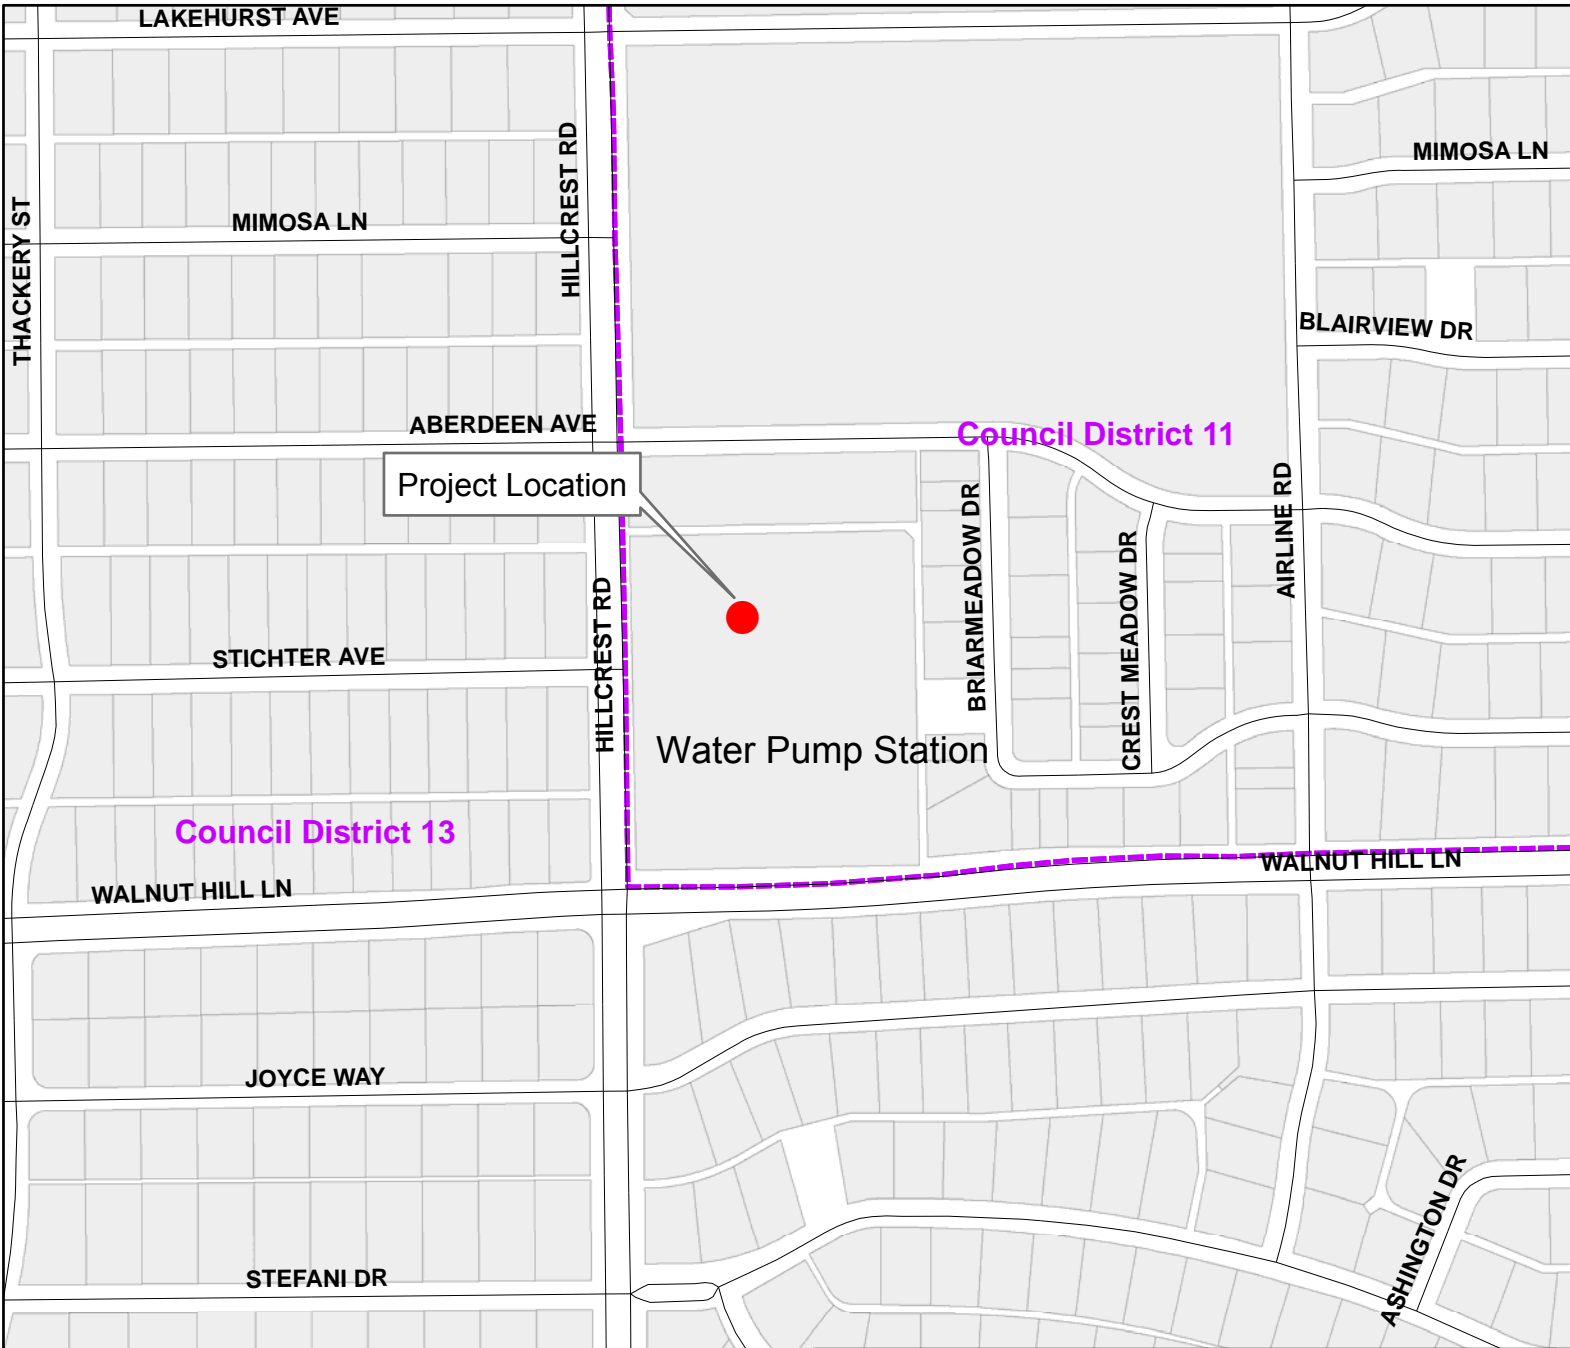 LAKEHURST AVE
HILLCREST RD
MIMOSA LN
THACKERY ST
MIMOSA LN
BLAIRVIEW DR
ABERDEEN AVE
Council District 11
Project Location
BRIARMEADOW DR
AIRLINE RD
CREST MEADOW DR
HILLCREST RD
STICHTER AVE
Water Pump Station
Council District 13
WALNUT HILL LN
WALNUT HILL LN
JOYCE WAY
ASHINGTON DR
STEFANI DR